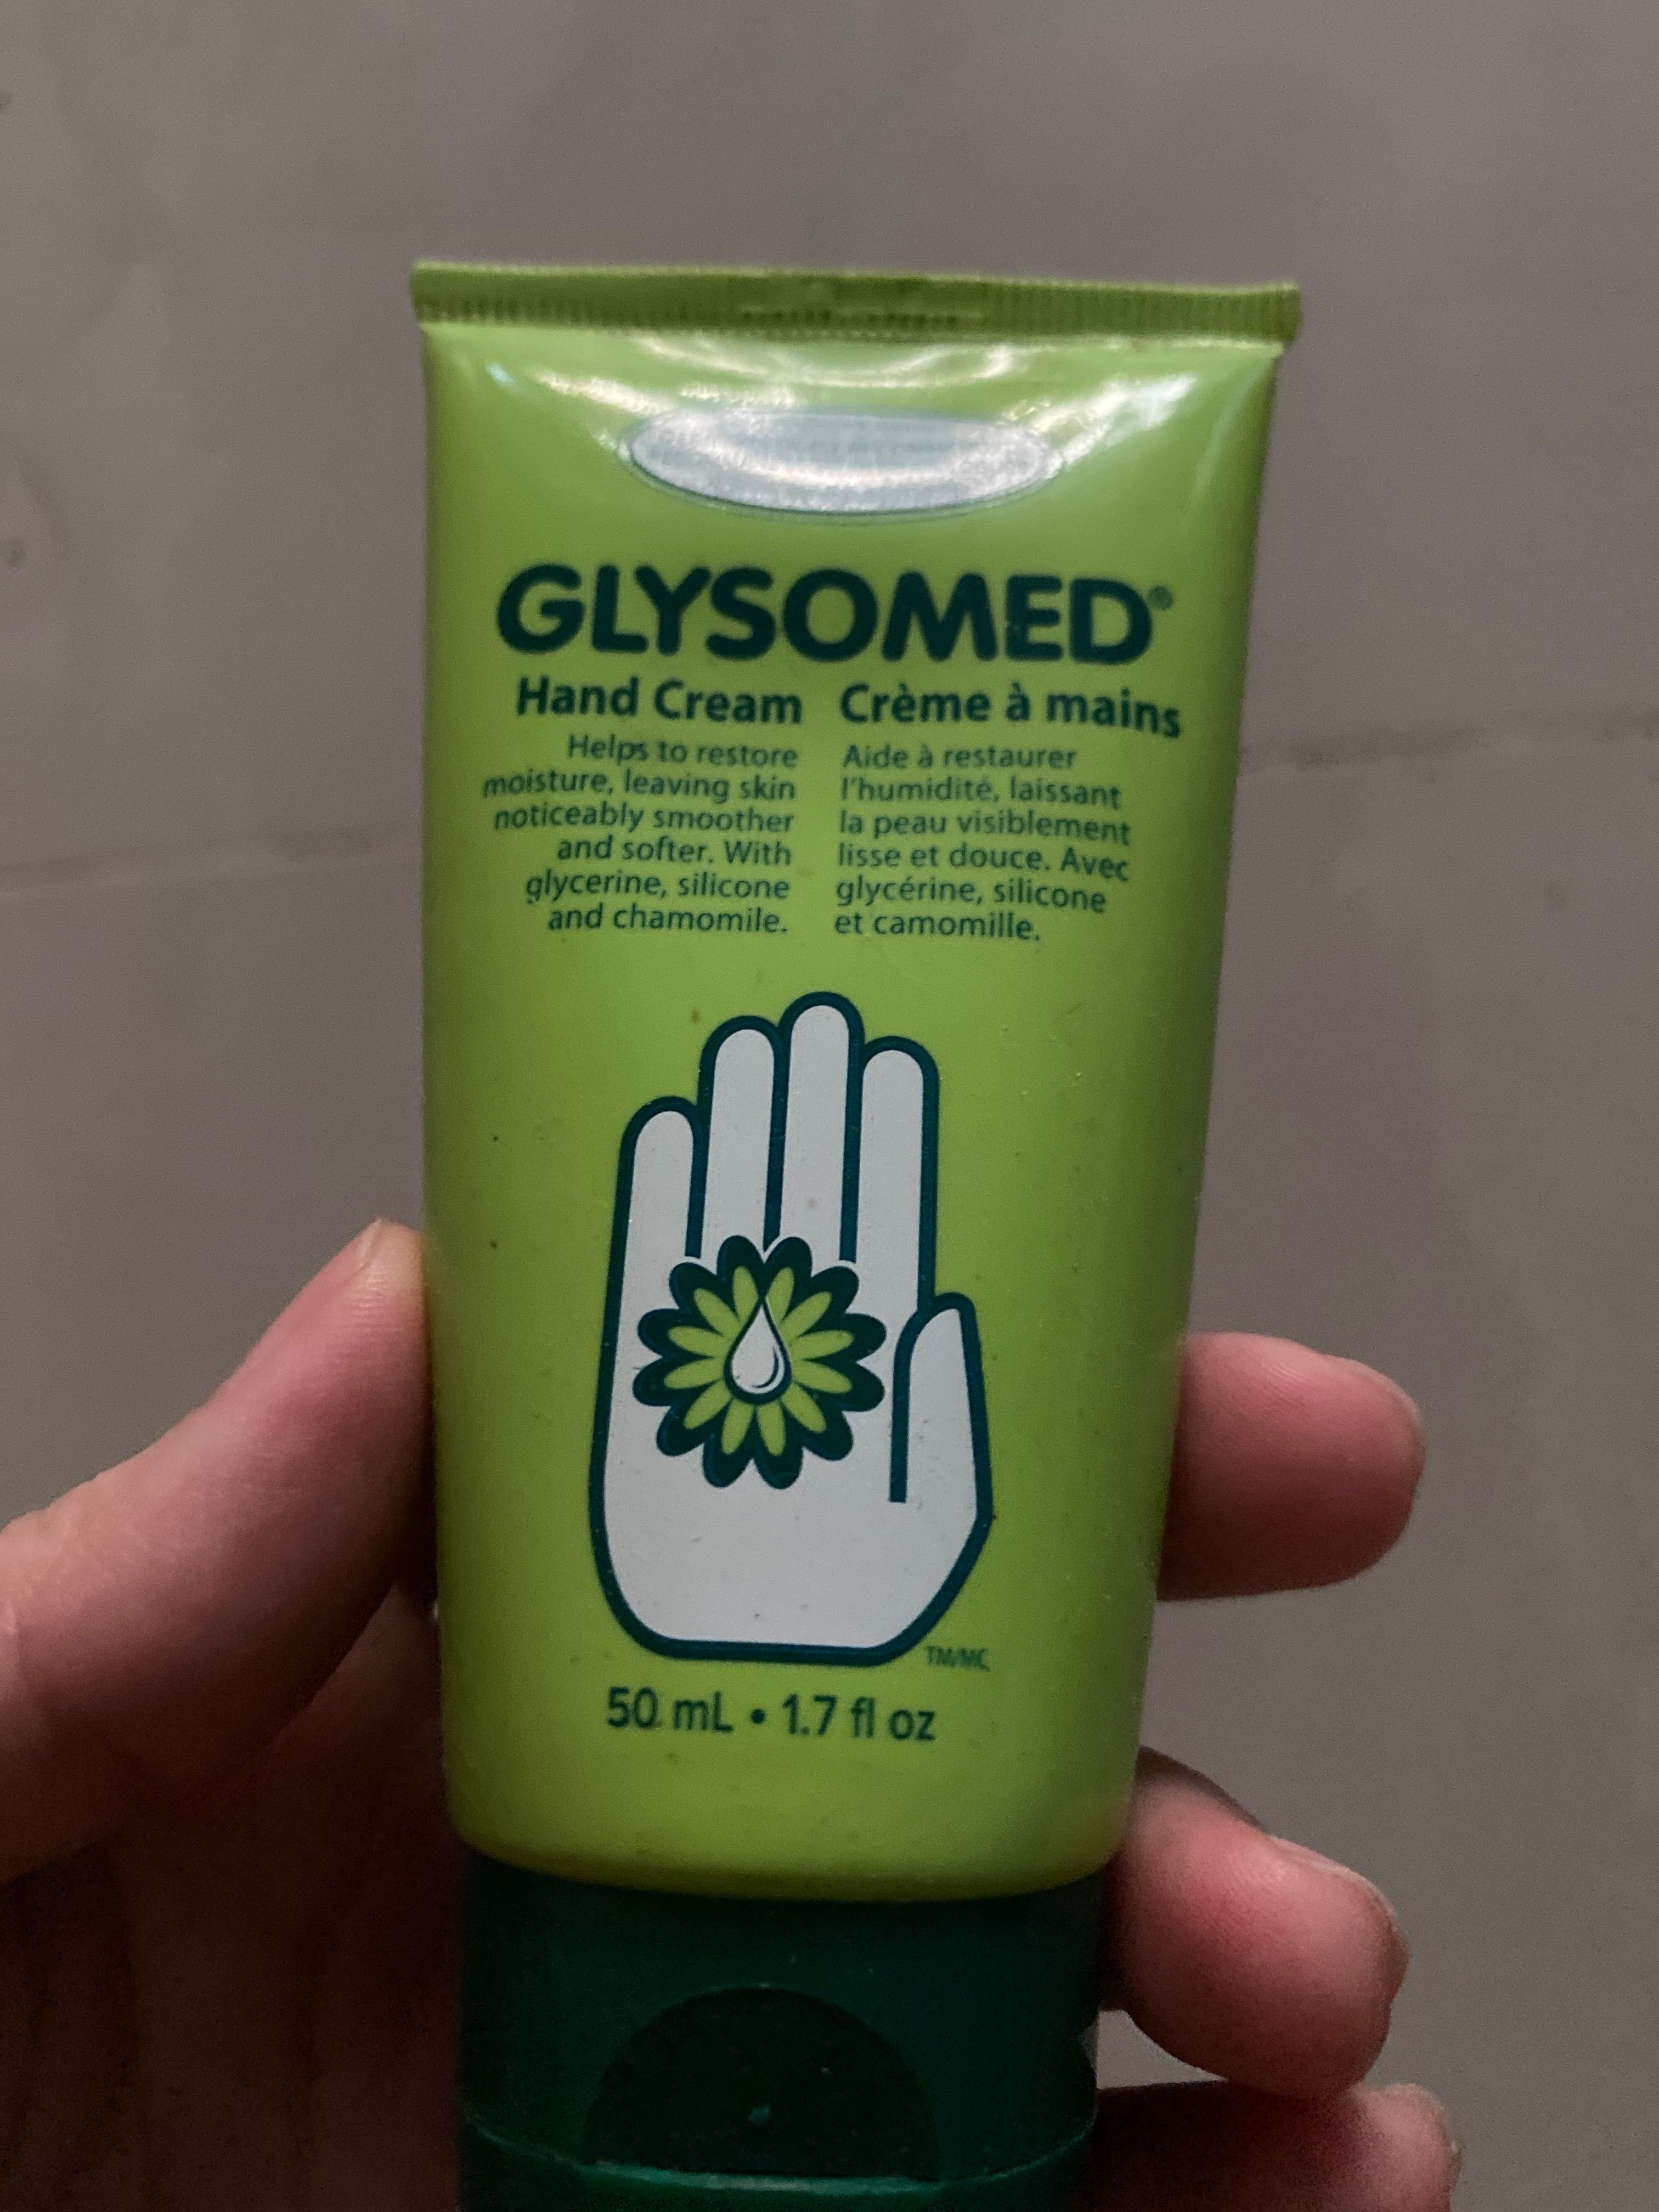 GLYSOMED®
Hand Cream
Helps to restore
moisture, leaving skin
noticeably smoother
and softer. With
glycerine, silicone
and chamomile.
Crème à mains
Aide à restaurer
l'humidité, laissant
la peau visiblement
lisse et douce. Avec
glycérine, silicone
et camomille.
TM/MC
50 mL • 1.7 fl oz